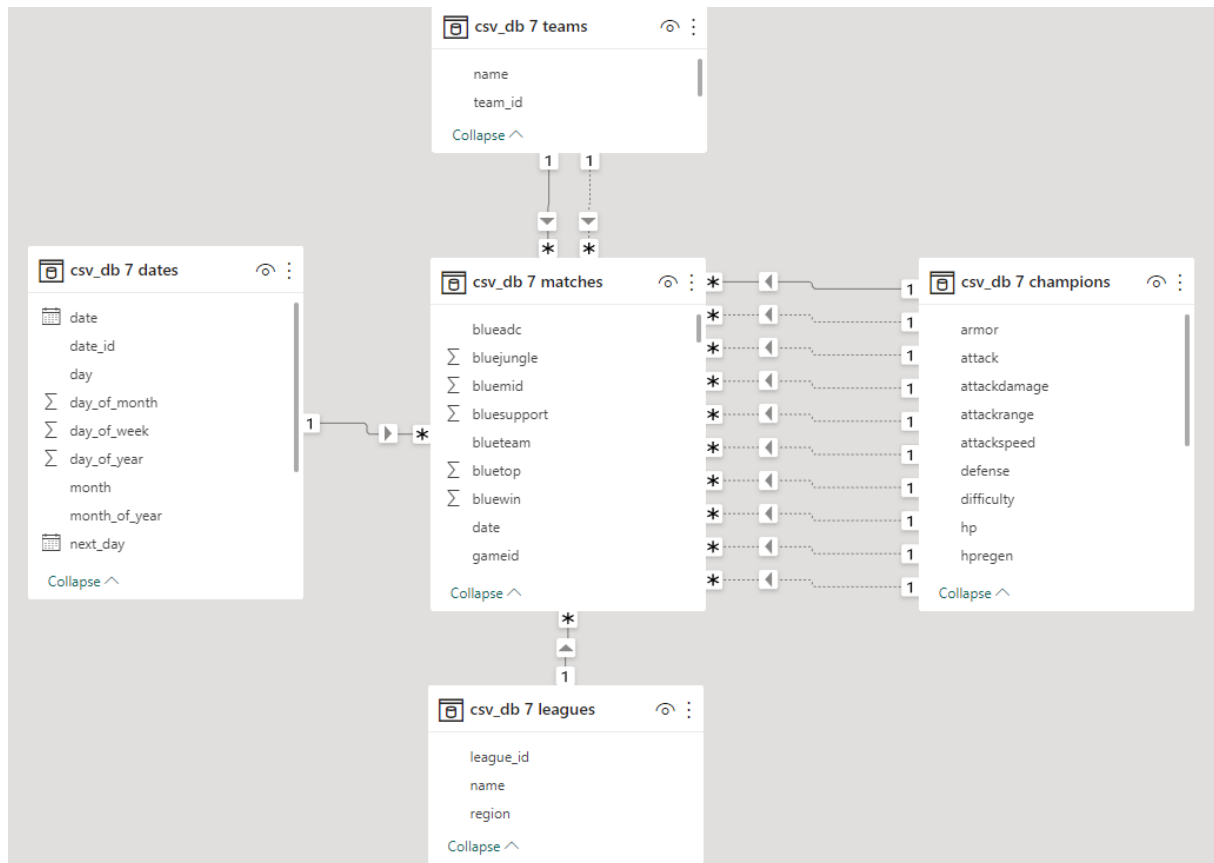 csv_db 7 teams
name
team_id
Collapse
1 1
* *
csv_db 7 dates
date
date_id
day
Σ day_of_month
Σ day_of_week
Σ day_of_year
month
month_of_year
next_day
Collapse
1 *
csv_db 7 matches
blueadc
Σ bluejungle
Σ bluemid
Σ bluesupport
blueteam
Σ bluetop
Σ bluewin
date
gameid
Collapse
* 1
* 1
* 1
* 1
* 1
* 1
* 1
* 1
* 1
* 1
csv_db 7 champions
armor
attack
attackdamage
attackrange
attackspeed
defense
difficulty
hp
hpregen
Collapse
*
1
csv_db 7 leagues
league_id
name
region
Collapse